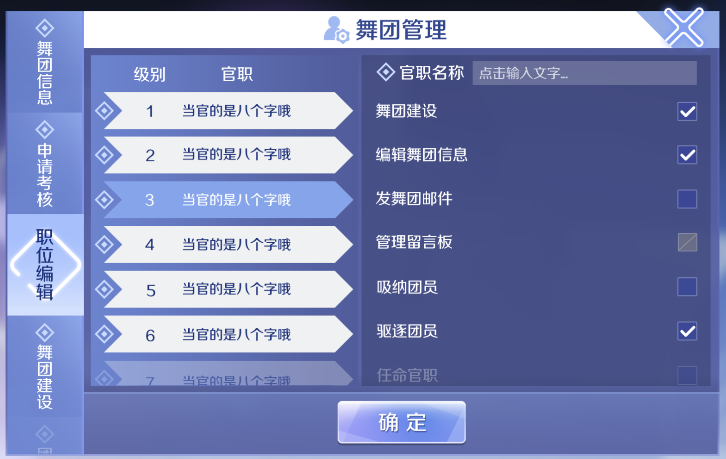 舞团管理
舞团信息
申请考核
职位编辑
舞团建设
级别 官职
1 当官的是八个字哦
2 当官的是八个字哦
3 当官的是八个字哦
4 当官的是八个字哦
5 当官的是八个字哦
6 当官的是八个字哦
7 当官的是八个字哦
官职名称 点击输入文字...
舞团建设
编辑舞团信息
发舞团邮件
管理留言板
吸纳团员
驱逐团员
任命官职
确定